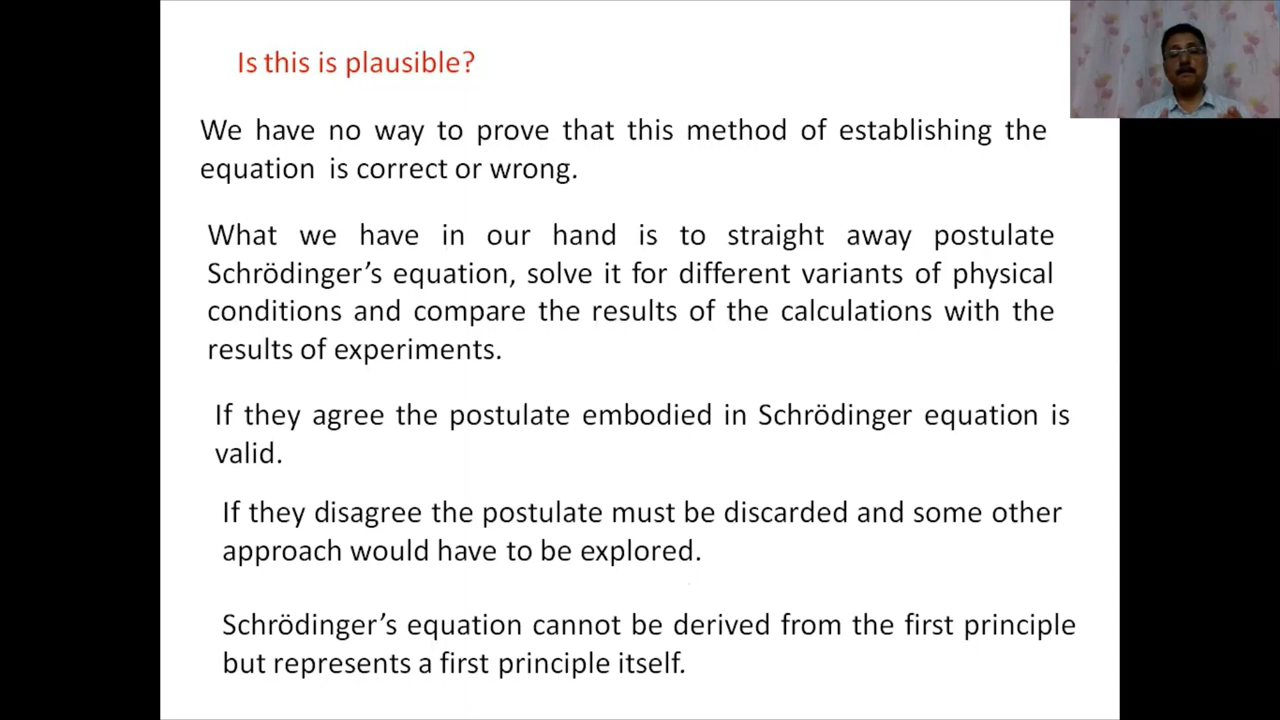 Is this is plausible?
We have no way to prove that this method of establishing the
equation is correct or wrong.
What we have in our hand is to straight away postulate
Schrödinger’s equation, solve it for different variants of physical
conditions and compare the results of the calculations with the
results of experiments.
If they agree the postulate embodied in Schrödinger equation is
valid.
If they disagree the postulate must be discarded and some other
approach would have to be explored.
Schrödinger’s equation cannot be derived from the first principle
but represents a first principle itself.